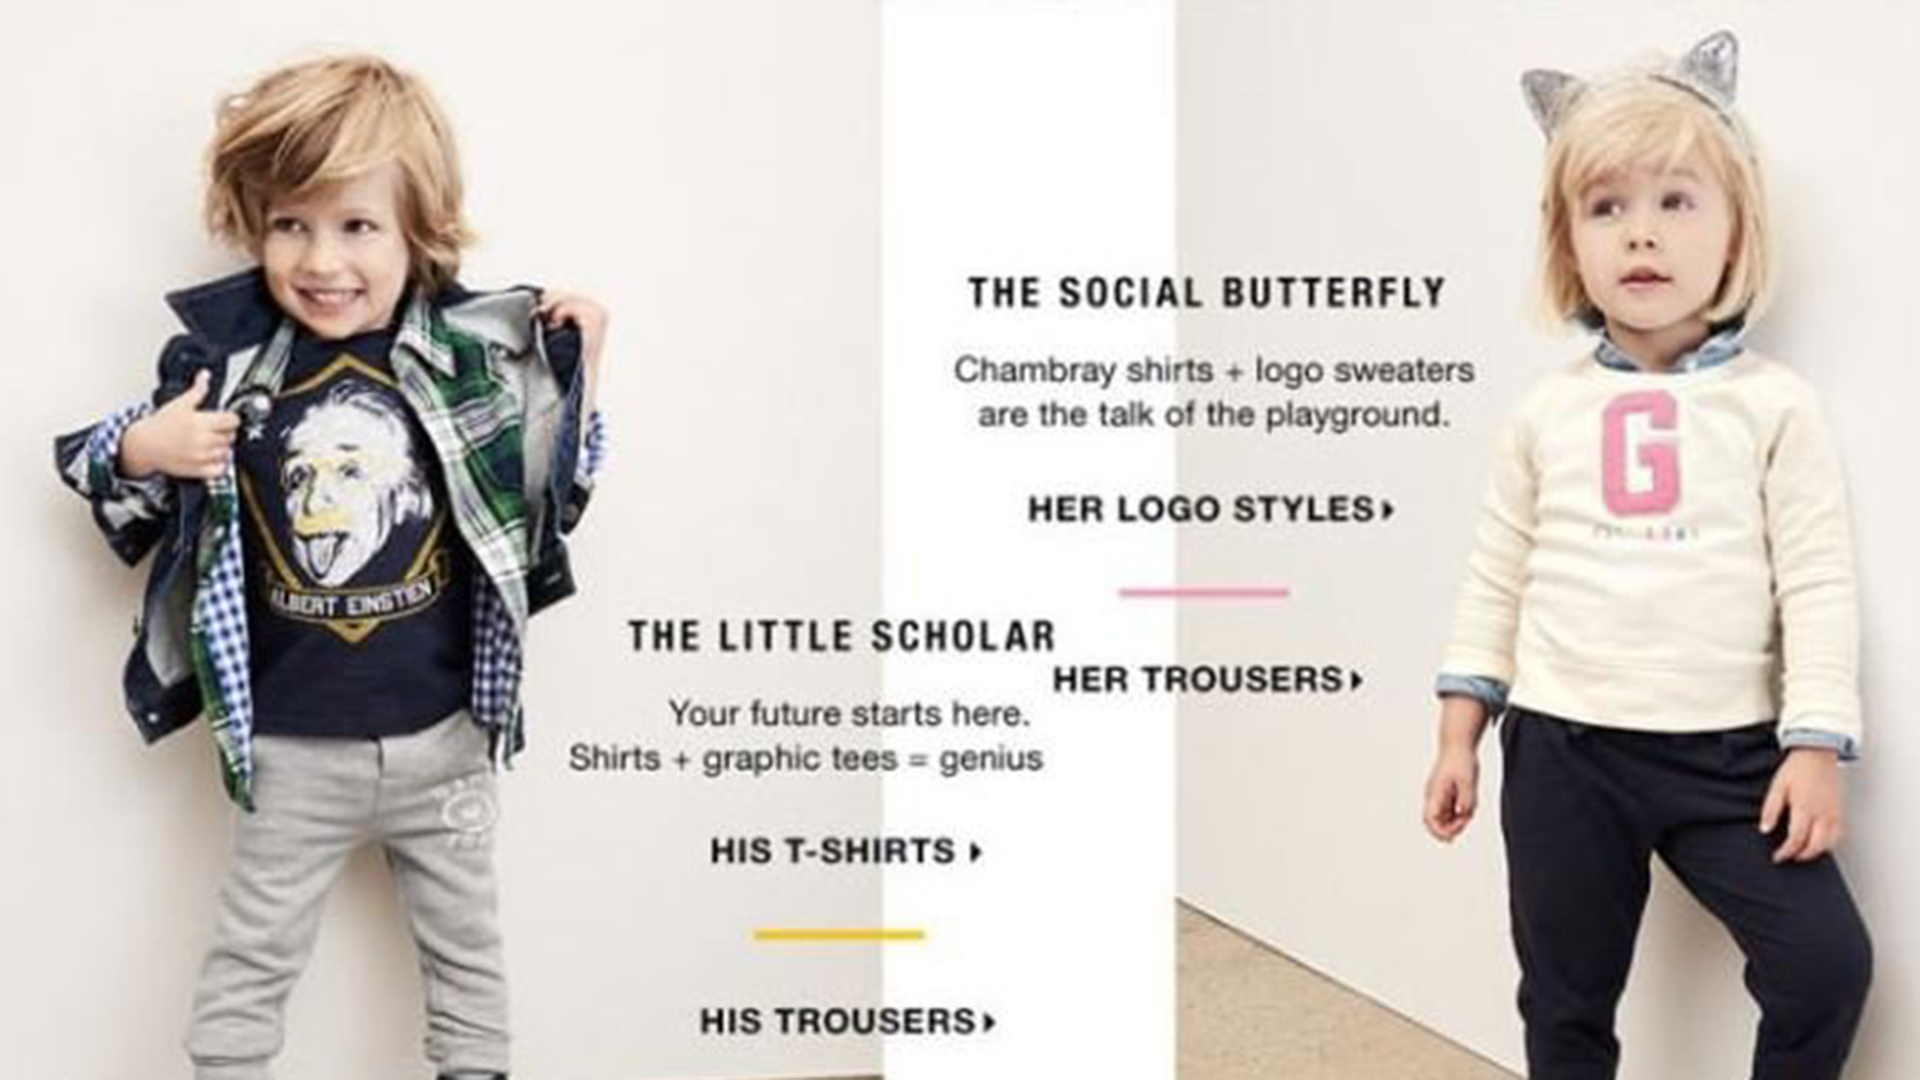 ALBERT EINSTIEN
THE LITTLE SCHOLAR
Your future starts here.
Shirts + graphic tees = genius
HIS T-SHIRTS
HIS TROUSERS
THE SOCIAL BUTTERFLY
Chambray shirts + logo sweaters
are the talk of the playground.
HER LOGO STYLES
HER TROUSERS
G